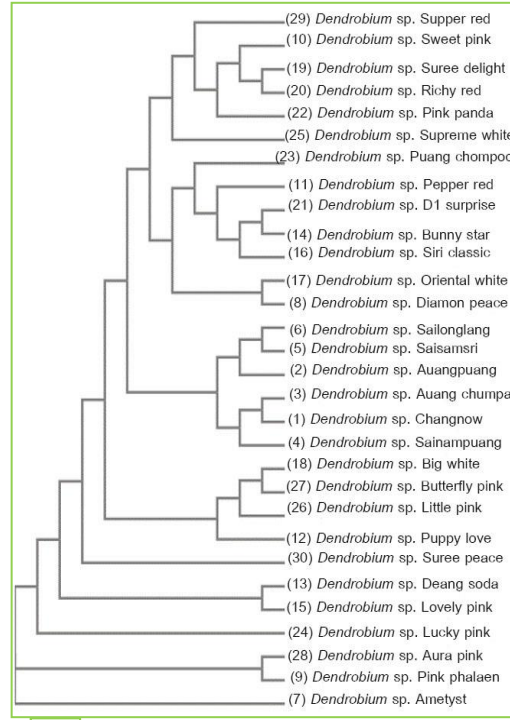 (29) Dendrobium sp. Supper red
(10) Dendrobium sp. Sweet pink
(19) Dendrobium sp. Suree delight
(20) Dendrobium sp. Richy red
(22) Dendrobium sp. Pink panda
(25) Dendrobium sp. Supreme white
(23) Dendrobium sp. Puang chompoo
(11) Dendrobium sp. Pepper red
(21) Dendrobium sp. D1 surprise
(14) Dendrobium sp. Bunny star
(16) Dendrobium sp. Siri classic
(17) Dendrobium sp. Oriental white
(8) Dendrobium sp. Diamon peace
(6) Dendrobium sp. Sailonglang
(5) Dendrobium sp. Saisamsri
(2) Dendrobium sp. Auangpuang
(3) Dendrobium sp. Auang chumpa
(1) Dendrobium sp. Changnow
(4) Dendrobium sp. Sainampuang
(18) Dendrobium sp. Big white
(27) Dendrobium sp. Butterfly pink
(26) Dendrobium sp. Little pink
(12) Dendrobium sp. Puppy love
(30) Dendrobium sp. Suree peace
(13) Dendrobium sp. Deang soda
(15) Dendrobium sp. Lovely pink
(24) Dendrobium sp. Lucky pink
(28) Dendrobium sp. Aura pink
(9) Dendrobium sp. Pink phalaen
(7) Dendrobium sp. Ametyst